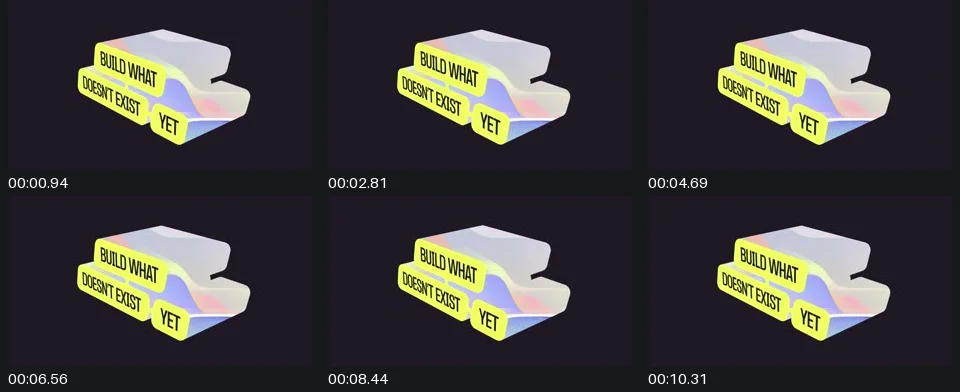 BUILD WHAT
DOESN'T EXIST
YET
BUILD WHAT
DOESN'T EXIST
YET
BUILD WHAT
DOESN'T EXIST
YET
00:00.94
00:02.81
00:04.69
BUILD WHAT
DOESN'T EXIST
YET
BUILD WHAT
DOESN'T EXIST
YET
BUILD WHAT
DOESN'T EXIST
YET
00:06.56
00:08.44
00:10.31